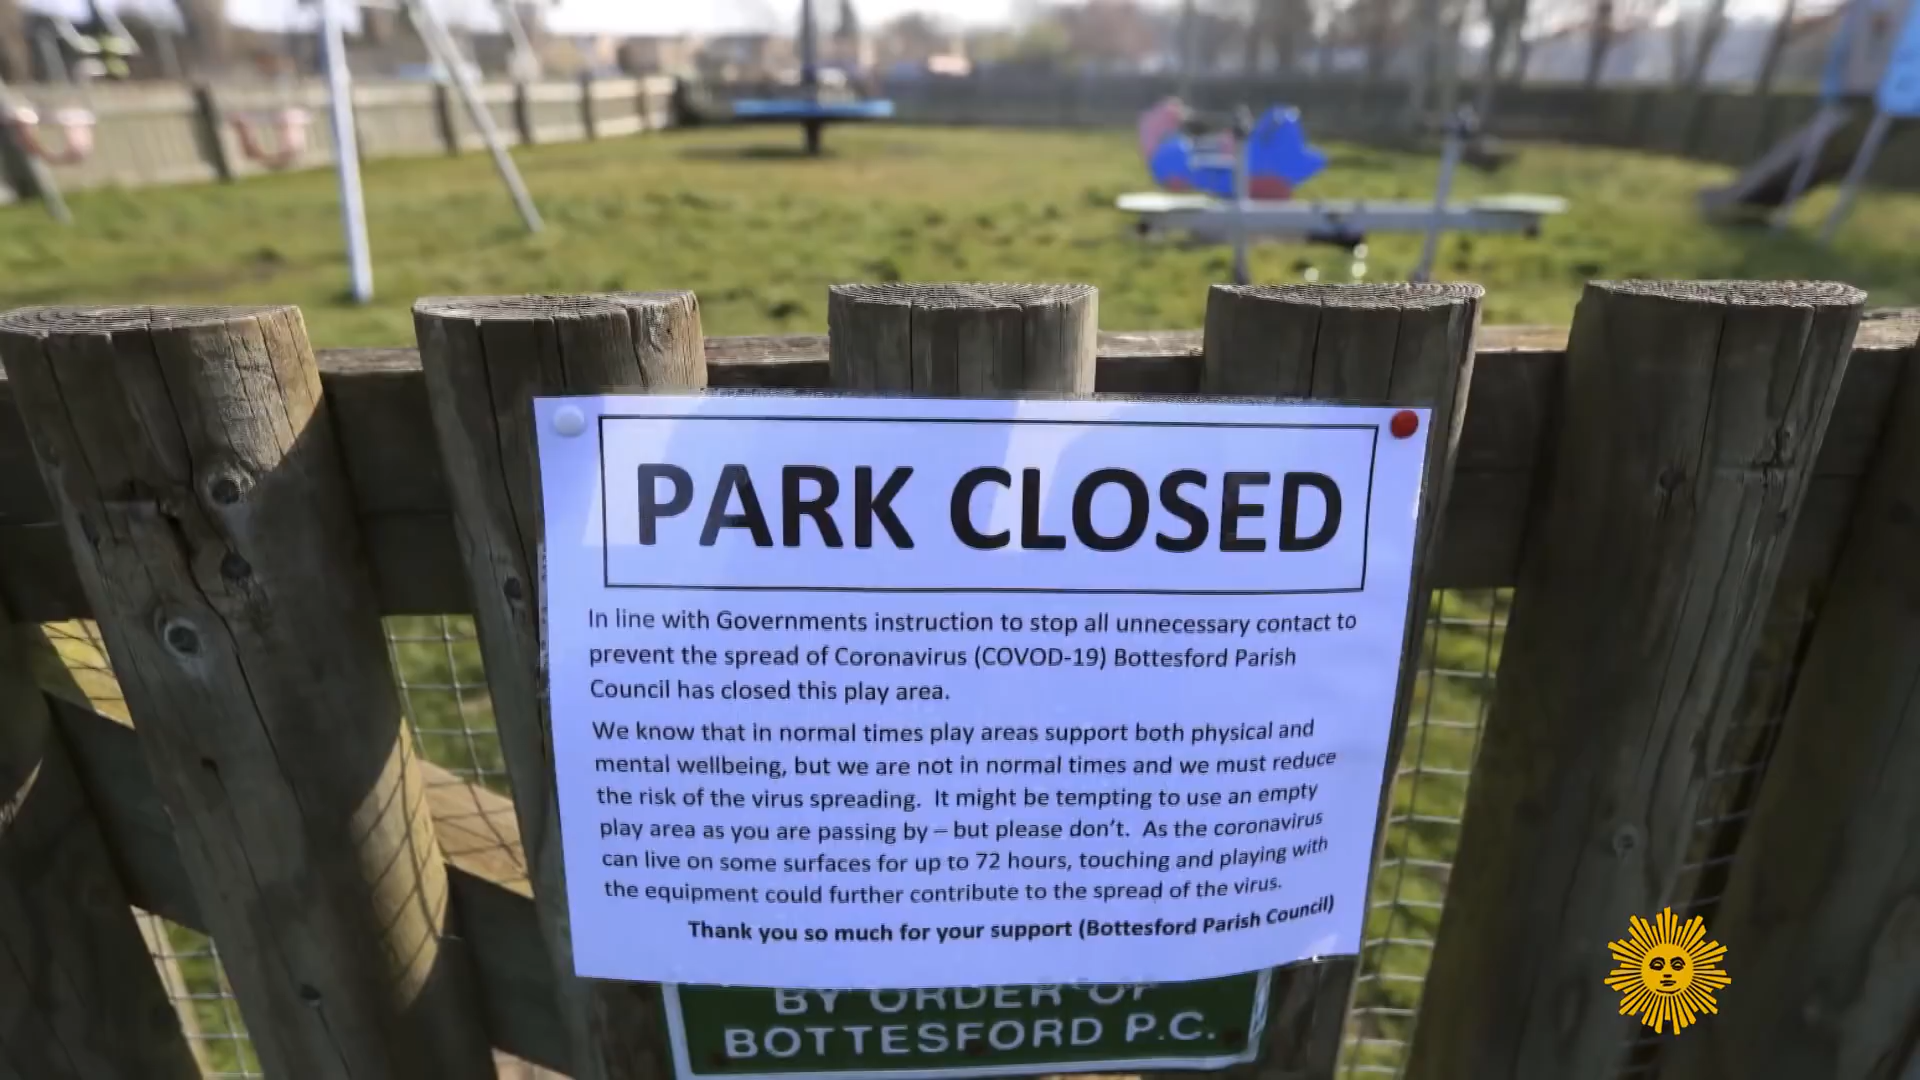 PARK CLOSED
In line with Governments instruction to stop all unnecessary contact to
prevent the spread of Coronavirus (COVOD-19) Bottesford Parish
Council has closed this play area.
We know that in normal times play areas support both physical and
mental wellbeing, but we are not in normal times and we must reduce
the risk of the virus spreading. It might be tempting to use an empty
play area as you are passing by – but please don't. As the coronavirus
can live on some surfaces for up to 72 hours, touching and playing with
the equipment could further contribute to the spread of the virus.
Thank you so much for your support (Bottesford Parish Council)
BY ORDER OF
BOTTESFORD P.C.